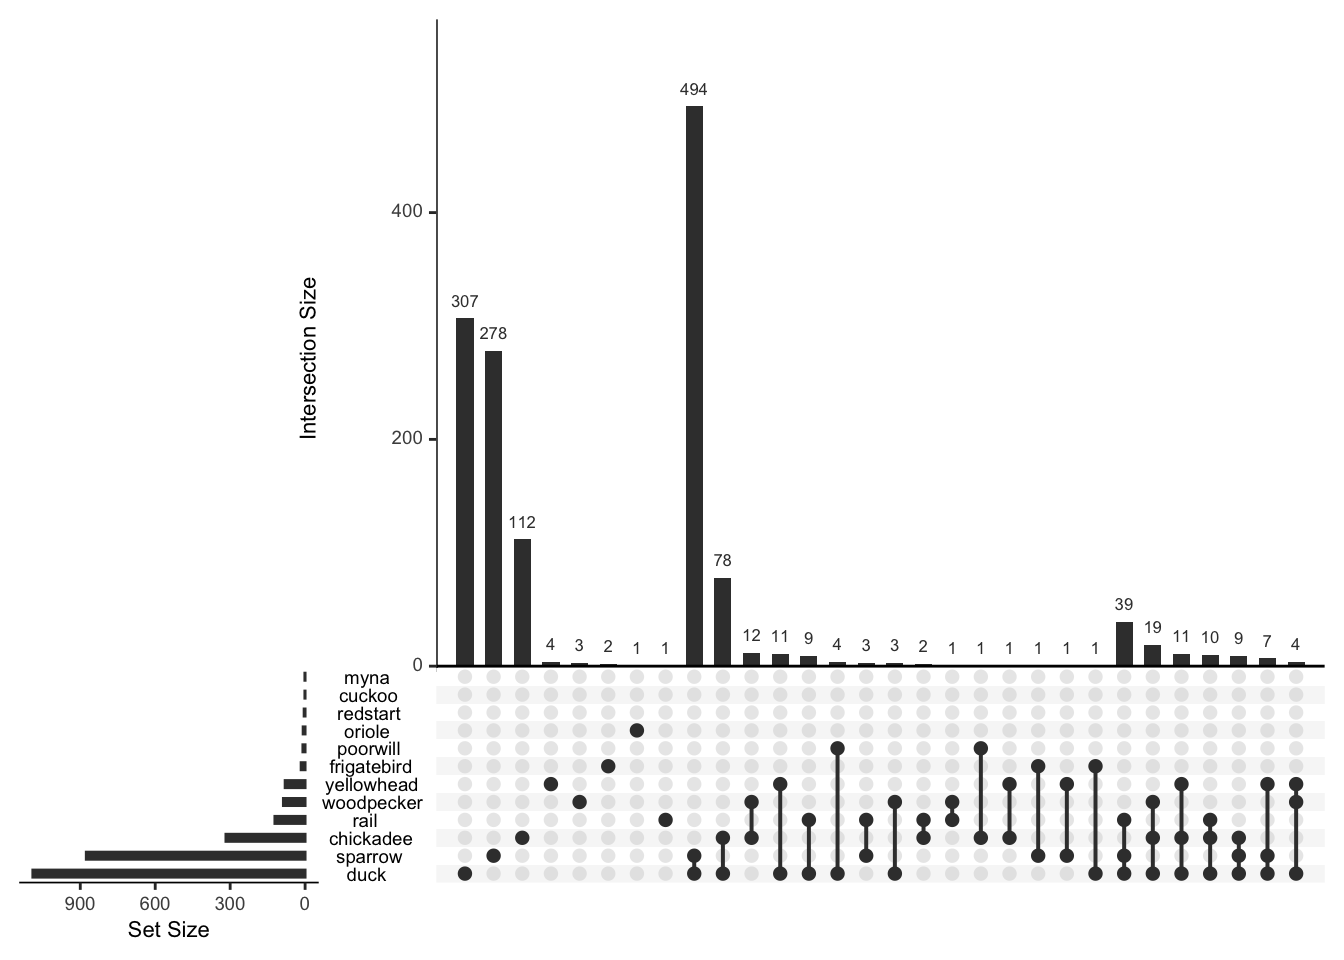 494
307
278
112
78
39
19
12
11
9
4
3
2
1
1
4
3
3
2
1
1
1
1
1
1
11
10
9
7
4
400
200
0
Intersection Size
myna
cuckoo
redstart
oriole
poorwill
frigatebird
yellowhead
woodpecker
rail
chickadee
sparrow
duck
900 600 300 0
Set Size